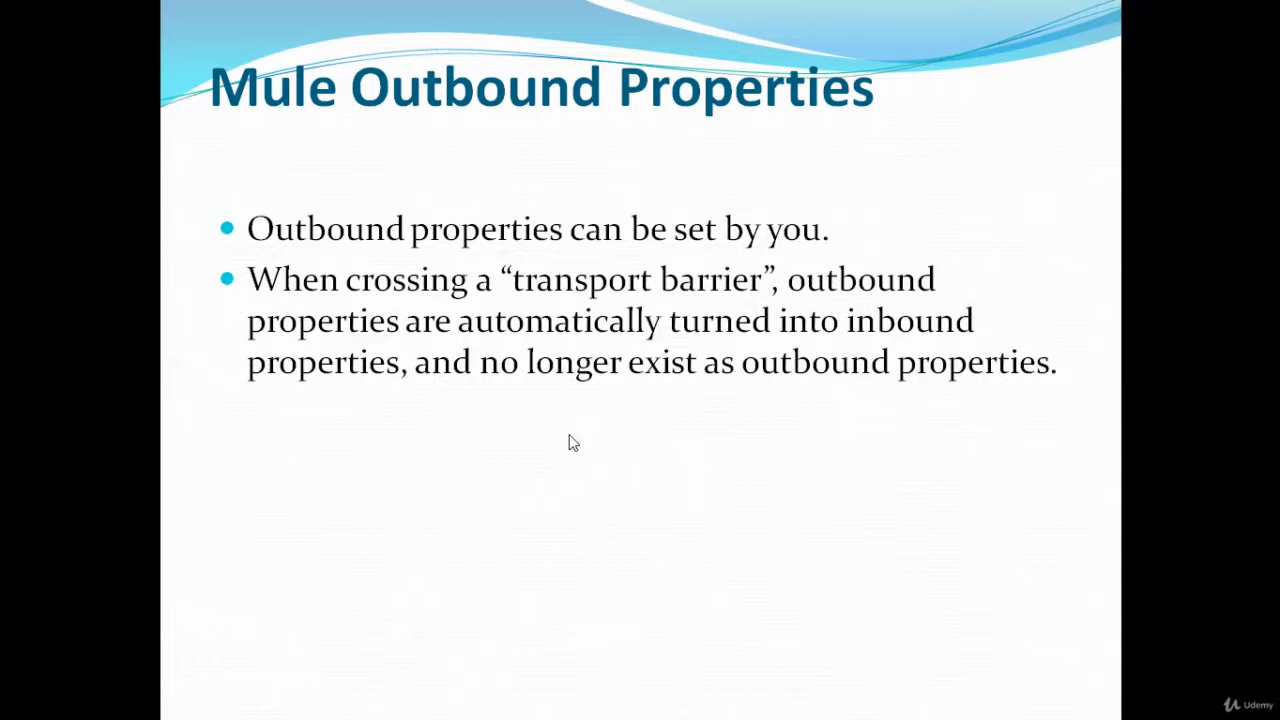 Mule Outbound Properties
Outbound properties can be set by you.
When crossing a “transport barrier”, outbound
properties are automatically turned into inbound
properties, and no longer exist as outbound properties.
Udemy